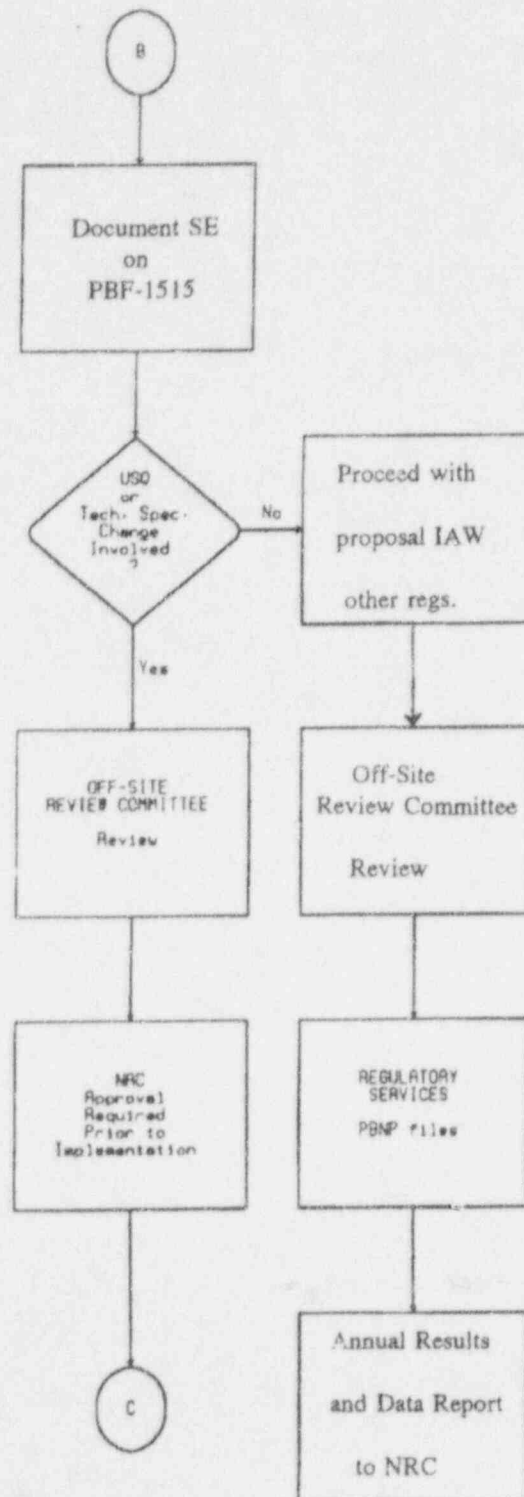 B
Document SE
on
PBF-1515
USQ
or
Tech. Spec.
Change
Involved
?
No
Yes
Proceed with
proposal IAW
other regs.
OFF-SITE
REVIEW COMMITTEE
Review
Off-Site
Review Committee
Review
NRC
Approval
Required
Prior to
Implementation
REGULATORY
SERVICES
PBNP files
C
Annual Results
and Data Report
to NRC